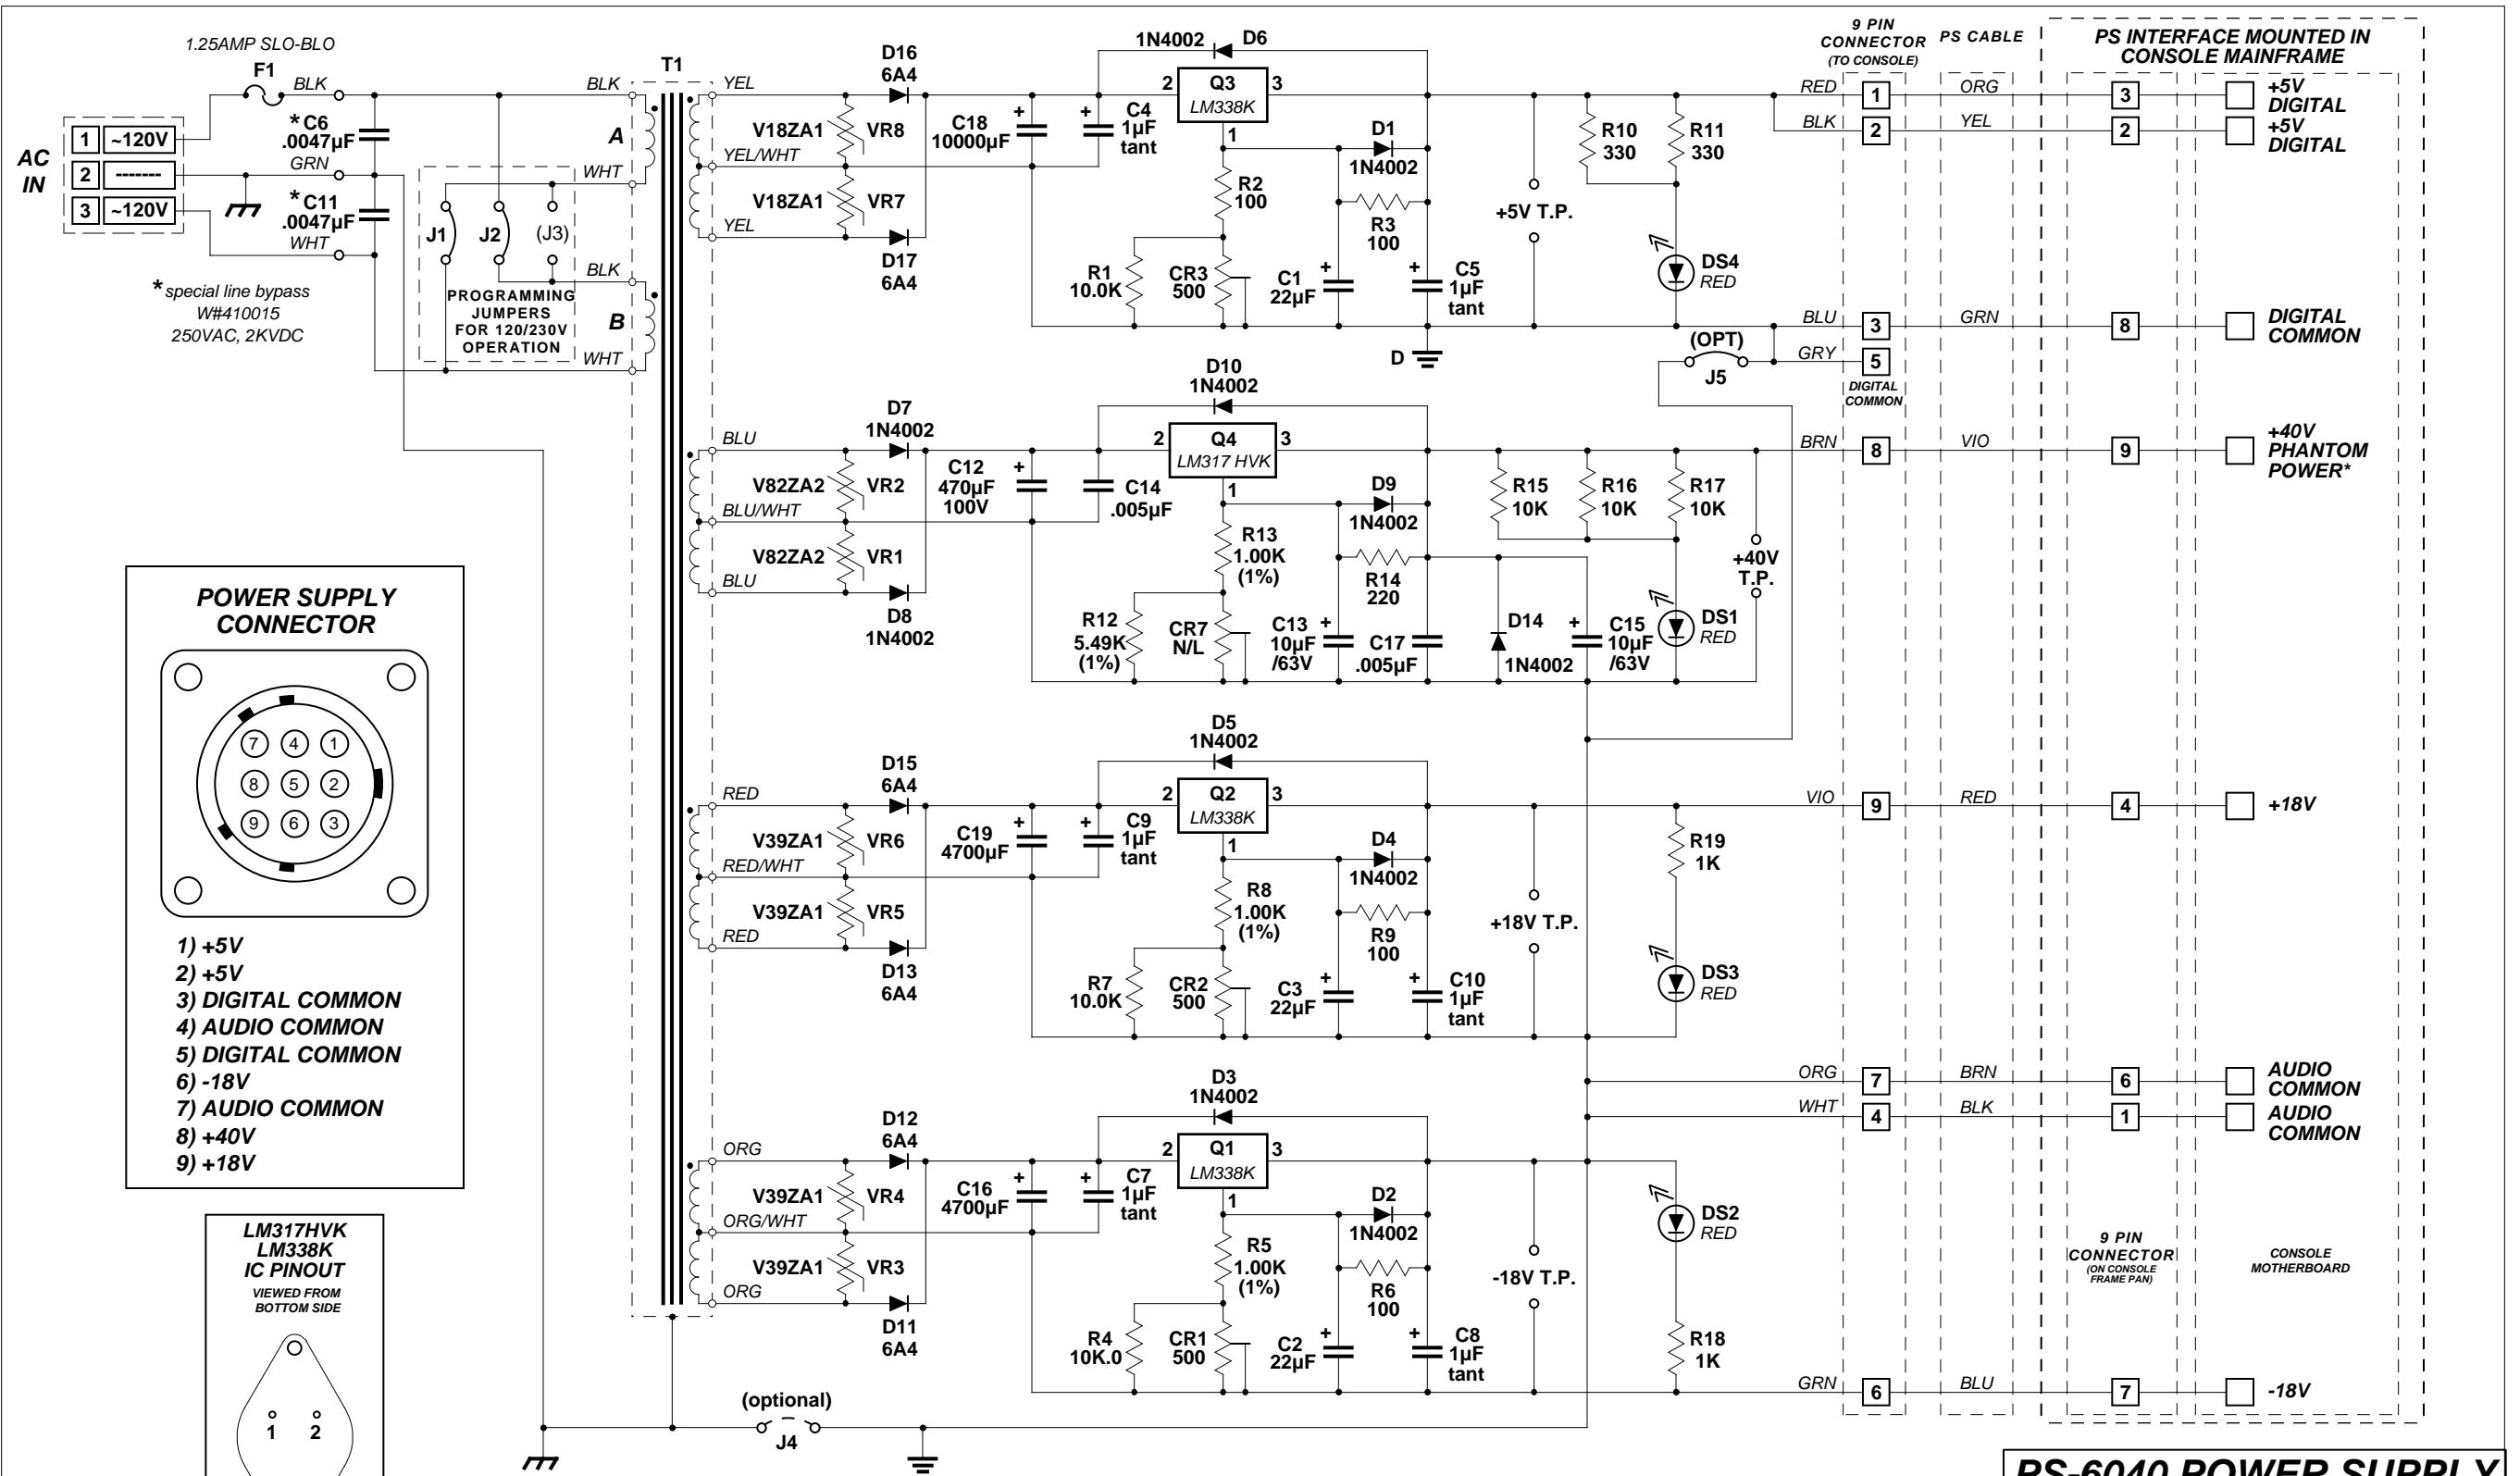 1.25AMP SLO-BLO
F1
BLK
BLK
AC
IN
1 ~120V
2 -------
3 ~120V
*C6
.0047µF
GRN
*C11
.0047µF
WHT
* special line bypass
W#410015
250VAC, 2KVDC
J1
J2
(J3)
PROGRAMMING
JUMPERS
FOR 120/230V
OPERATION
WHT
BLK
WHT
A
B
T1
YEL
YEL/WHT
YEL
D16
6A4
V18ZA1 VR8
V18ZA1 VR7
D17
6A4
C18
10000µF
+
+
C4
1µF
tant
1N4002 D6
2 Q3 3
LM338K
1
R2
100
D1
1N4002
R3
100
R1
10.0K
CR3
500
C1
22µF
+
+
C5
1µF
tant
+5V T.P.
R10
330
R11
330
DS4
RED
D
(OPT)
J5
BLU
BLU/WHT
BLU
D7
1N4002
V82ZA2 VR2
V82ZA2 VR1
D8
1N4002
C12
470µF
100V
+
C14
.005µF
D10
1N4002
2 Q4 3
LM317 HVK
1
R13
1.00K
(1%)
D9
1N4002
R14
220
R12
5.49K
(1%)
CR7
N/L
C13
10µF
/63V
+
C17
.005µF
D14
1N4002
+
C15
10µF
/63V
R15
10K
R16
10K
R17
10K
DS1
RED
+40V
T.P.
RED
RED/WHT
RED
D15
6A4
V39ZA1 VR6
V39ZA1 VR5
D13
6A4
C19
4700µF
+
+
C9
1µF
tant
D5
1N4002
2 Q2 3
LM338K
1
R8
1.00K
(1%)
D4
1N4002
R9
100
R7
10.0K
CR2
500
C3
22µF
+
+
C10
1µF
tant
+18V T.P.
R19
1K
DS3
RED
ORG
ORG/WHT
ORG
D12
6A4
V39ZA1 VR4
V39ZA1 VR3
D11
6A4
C16
4700µF
+
+
C7
1µF
tant
D3
1N4002
2 Q1 3
LM338K
1
R5
1.00K
(1%)
D2
1N4002
R6
100
R4
10K.0
CR1
500
C2
22µF
+
+
C8
1µF
tant
-18V T.P.
DS2
RED
R18
1K
(optional)
J4
9 PIN
CONNECTOR
(TO CONSOLE)
PS CABLE
PS INTERFACE MOUNTED IN
CONSOLE MAINFRAME
RED 1 ORG 3 +5V
DIGITAL
BLK 2 YEL 2 +5V
DIGITAL
BLU 3 GRN 8 DIGITAL
COMMON
GRY 5
DIGITAL
COMMON
BRN 8 VIO 9 +40V
PHANTOM
POWER*
VIO 9 RED 4 +18V
ORG 7 BRN 6 AUDIO
COMMON
WHT 4 BLK 1 AUDIO
COMMON
9 PIN
CONNECTOR
(ON CONSOLE
FRAME PAN)
CONSOLE
MOTHERBOARD
GRN 6 BLU 7 -18V
POWER SUPPLY
CONNECTOR
7 4 1
8 5 2
9 6 3
1) +5V
2) +5V
3) DIGITAL COMMON
4) AUDIO COMMON
5) DIGITAL COMMON
6) -18V
7) AUDIO COMMON
8) +40V
9) +18V
LM317HVK
LM338K
IC PINOUT
VIEWED FROM
BOTTOM SIDE
1 2
PS-6040 POWER SUPPLY